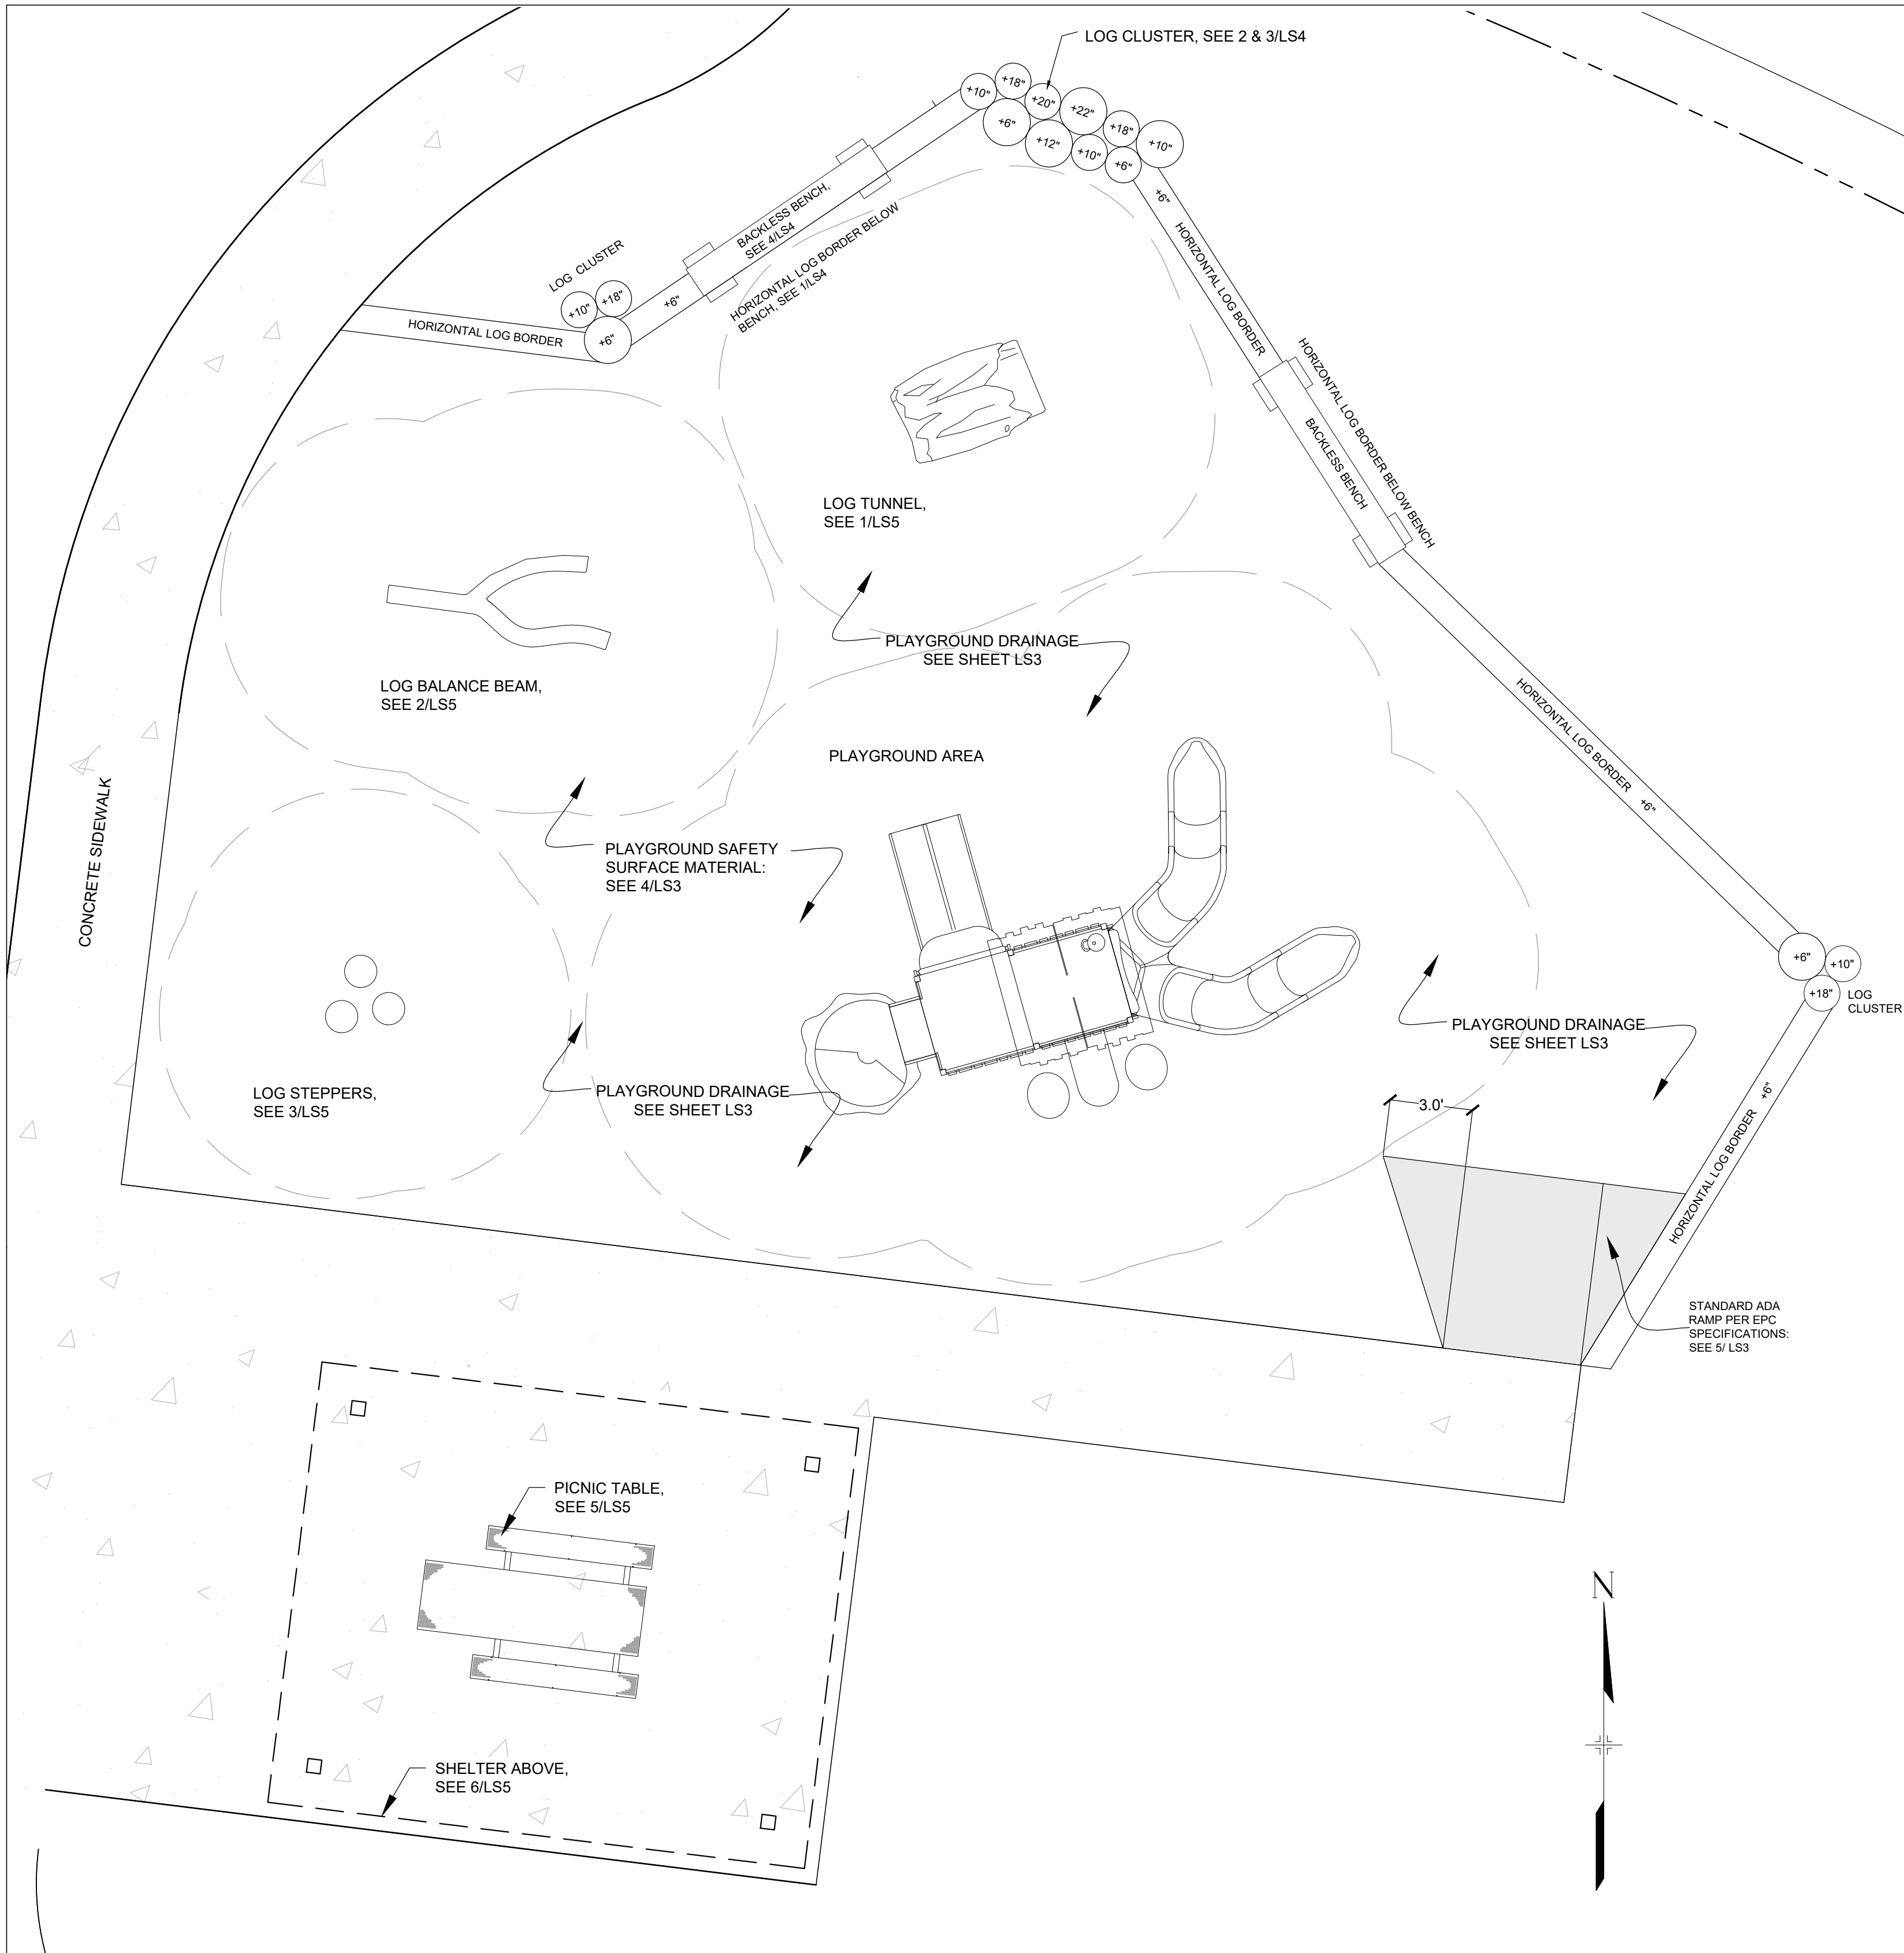 LOG CLUSTER, SEE 2 & 3/LS4
+10"
+18"
+20"
+22"
+18"
+10"
+6"
+12"
+10"
+6"
+6"
HORIZONTAL LOG BORDER
BACKLESS BENCH,
SEE 4/LS4
HORIZONTAL LOG BORDER BELOW
BENCH, SEE 1/LS4
LOG CLUSTER
+10"
+18"
+6"
+6"
HORIZONTAL LOG BORDER
HORIZONTAL LOG BORDER BELOW BENCH
BACKLESS BENCH
LOG TUNNEL,
SEE 1/LS5
PLAYGROUND DRAINAGE
SEE SHEET LS3
LOG BALANCE BEAM,
SEE 2/LS5
HORIZONTAL LOG BORDER +6"
PLAYGROUND AREA
CONCRETE SIDEWALK
PLAYGROUND SAFETY
SURFACE MATERIAL:
SEE 4/LS3
+6"
+10"
+18"
LOG
CLUSTER
PLAYGROUND DRAINAGE
SEE SHEET LS3
LOG STEPPERS,
SEE 3/LS5
PLAYGROUND DRAINAGE
SEE SHEET LS3
3.0'
HORIZONTAL LOG BORDER +6"
STANDARD ADA
RAMP PER EPC
SPECIFICATIONS:
SEE 5/ LS3
PICNIC TABLE,
SEE 5/LS5
N
SHELTER ABOVE,
SEE 6/LS5